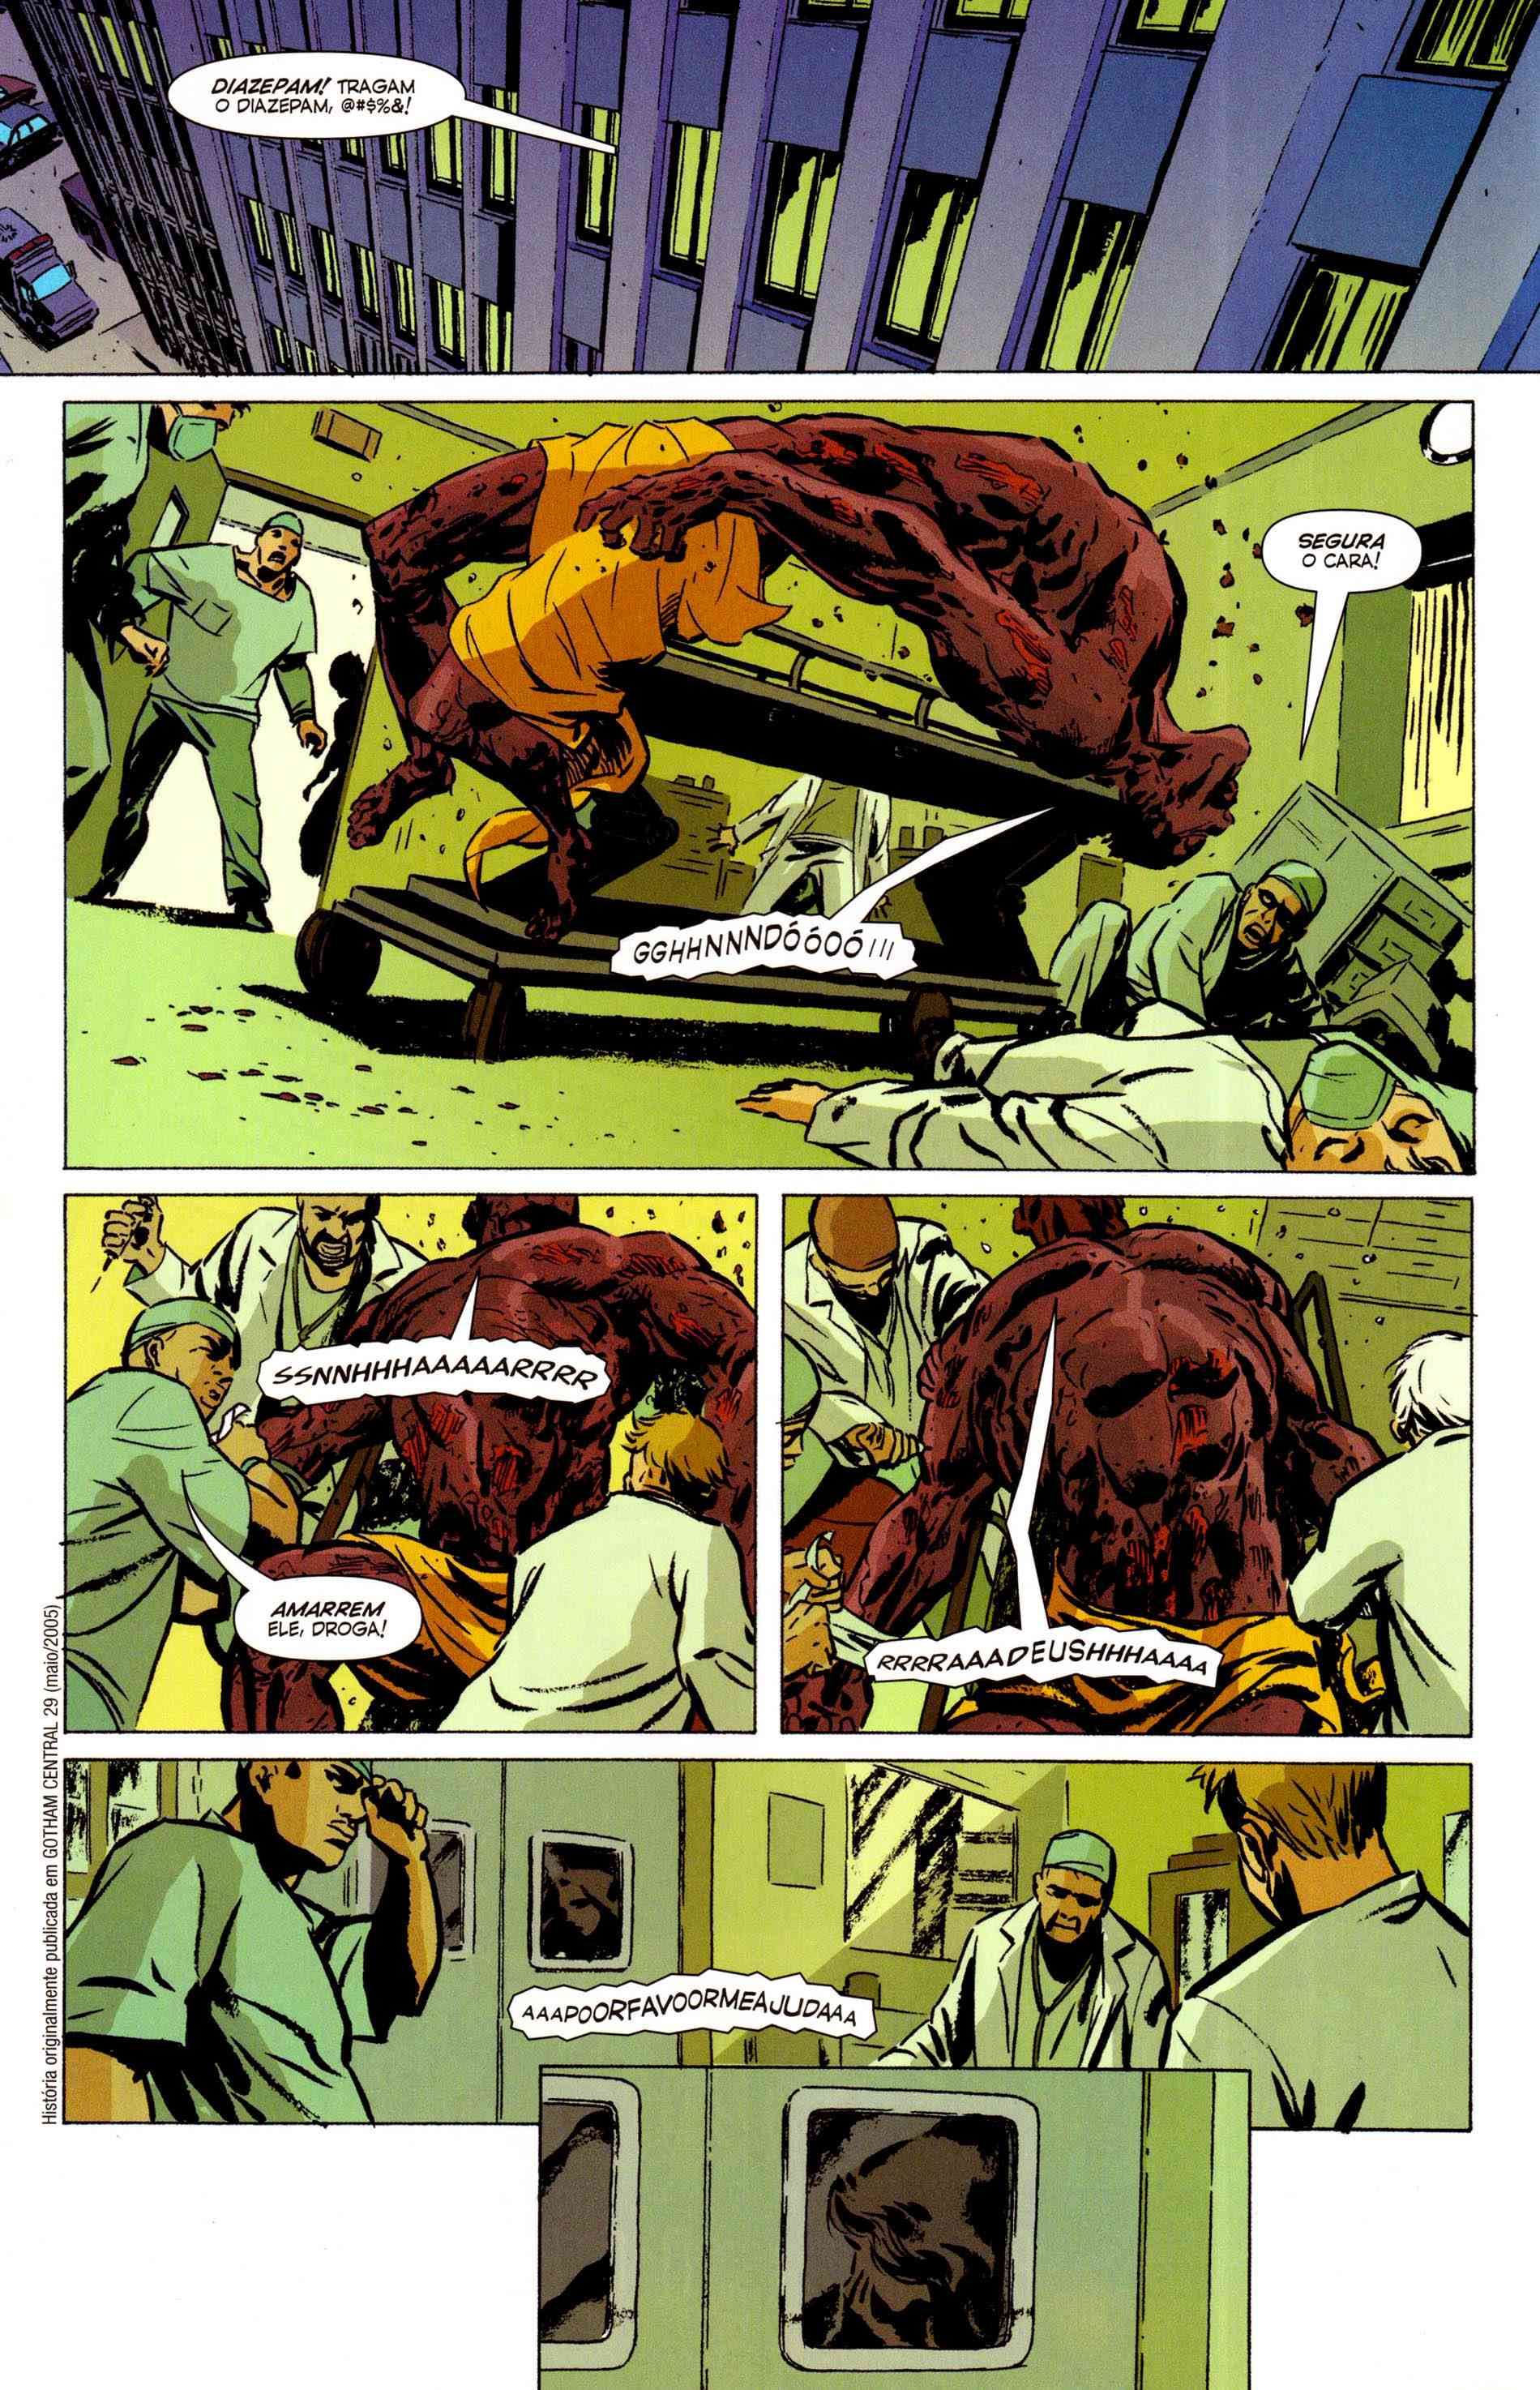 DIAZEPAM! TRAGAM
O DIAZEPAM, @#$%&!
SEGURA
O CARA!
GGHHNNNDÓÓOÓ///
SSNNHHHAAAAARRRR
AMARREM
ELE, DROGA!
RRRRAAADEUSHHHAAAA
AAAPOORFAVOORMEAJUDAAA
História originalmente publicada em GOTHAM CENTRAL 29 (maio/2005)